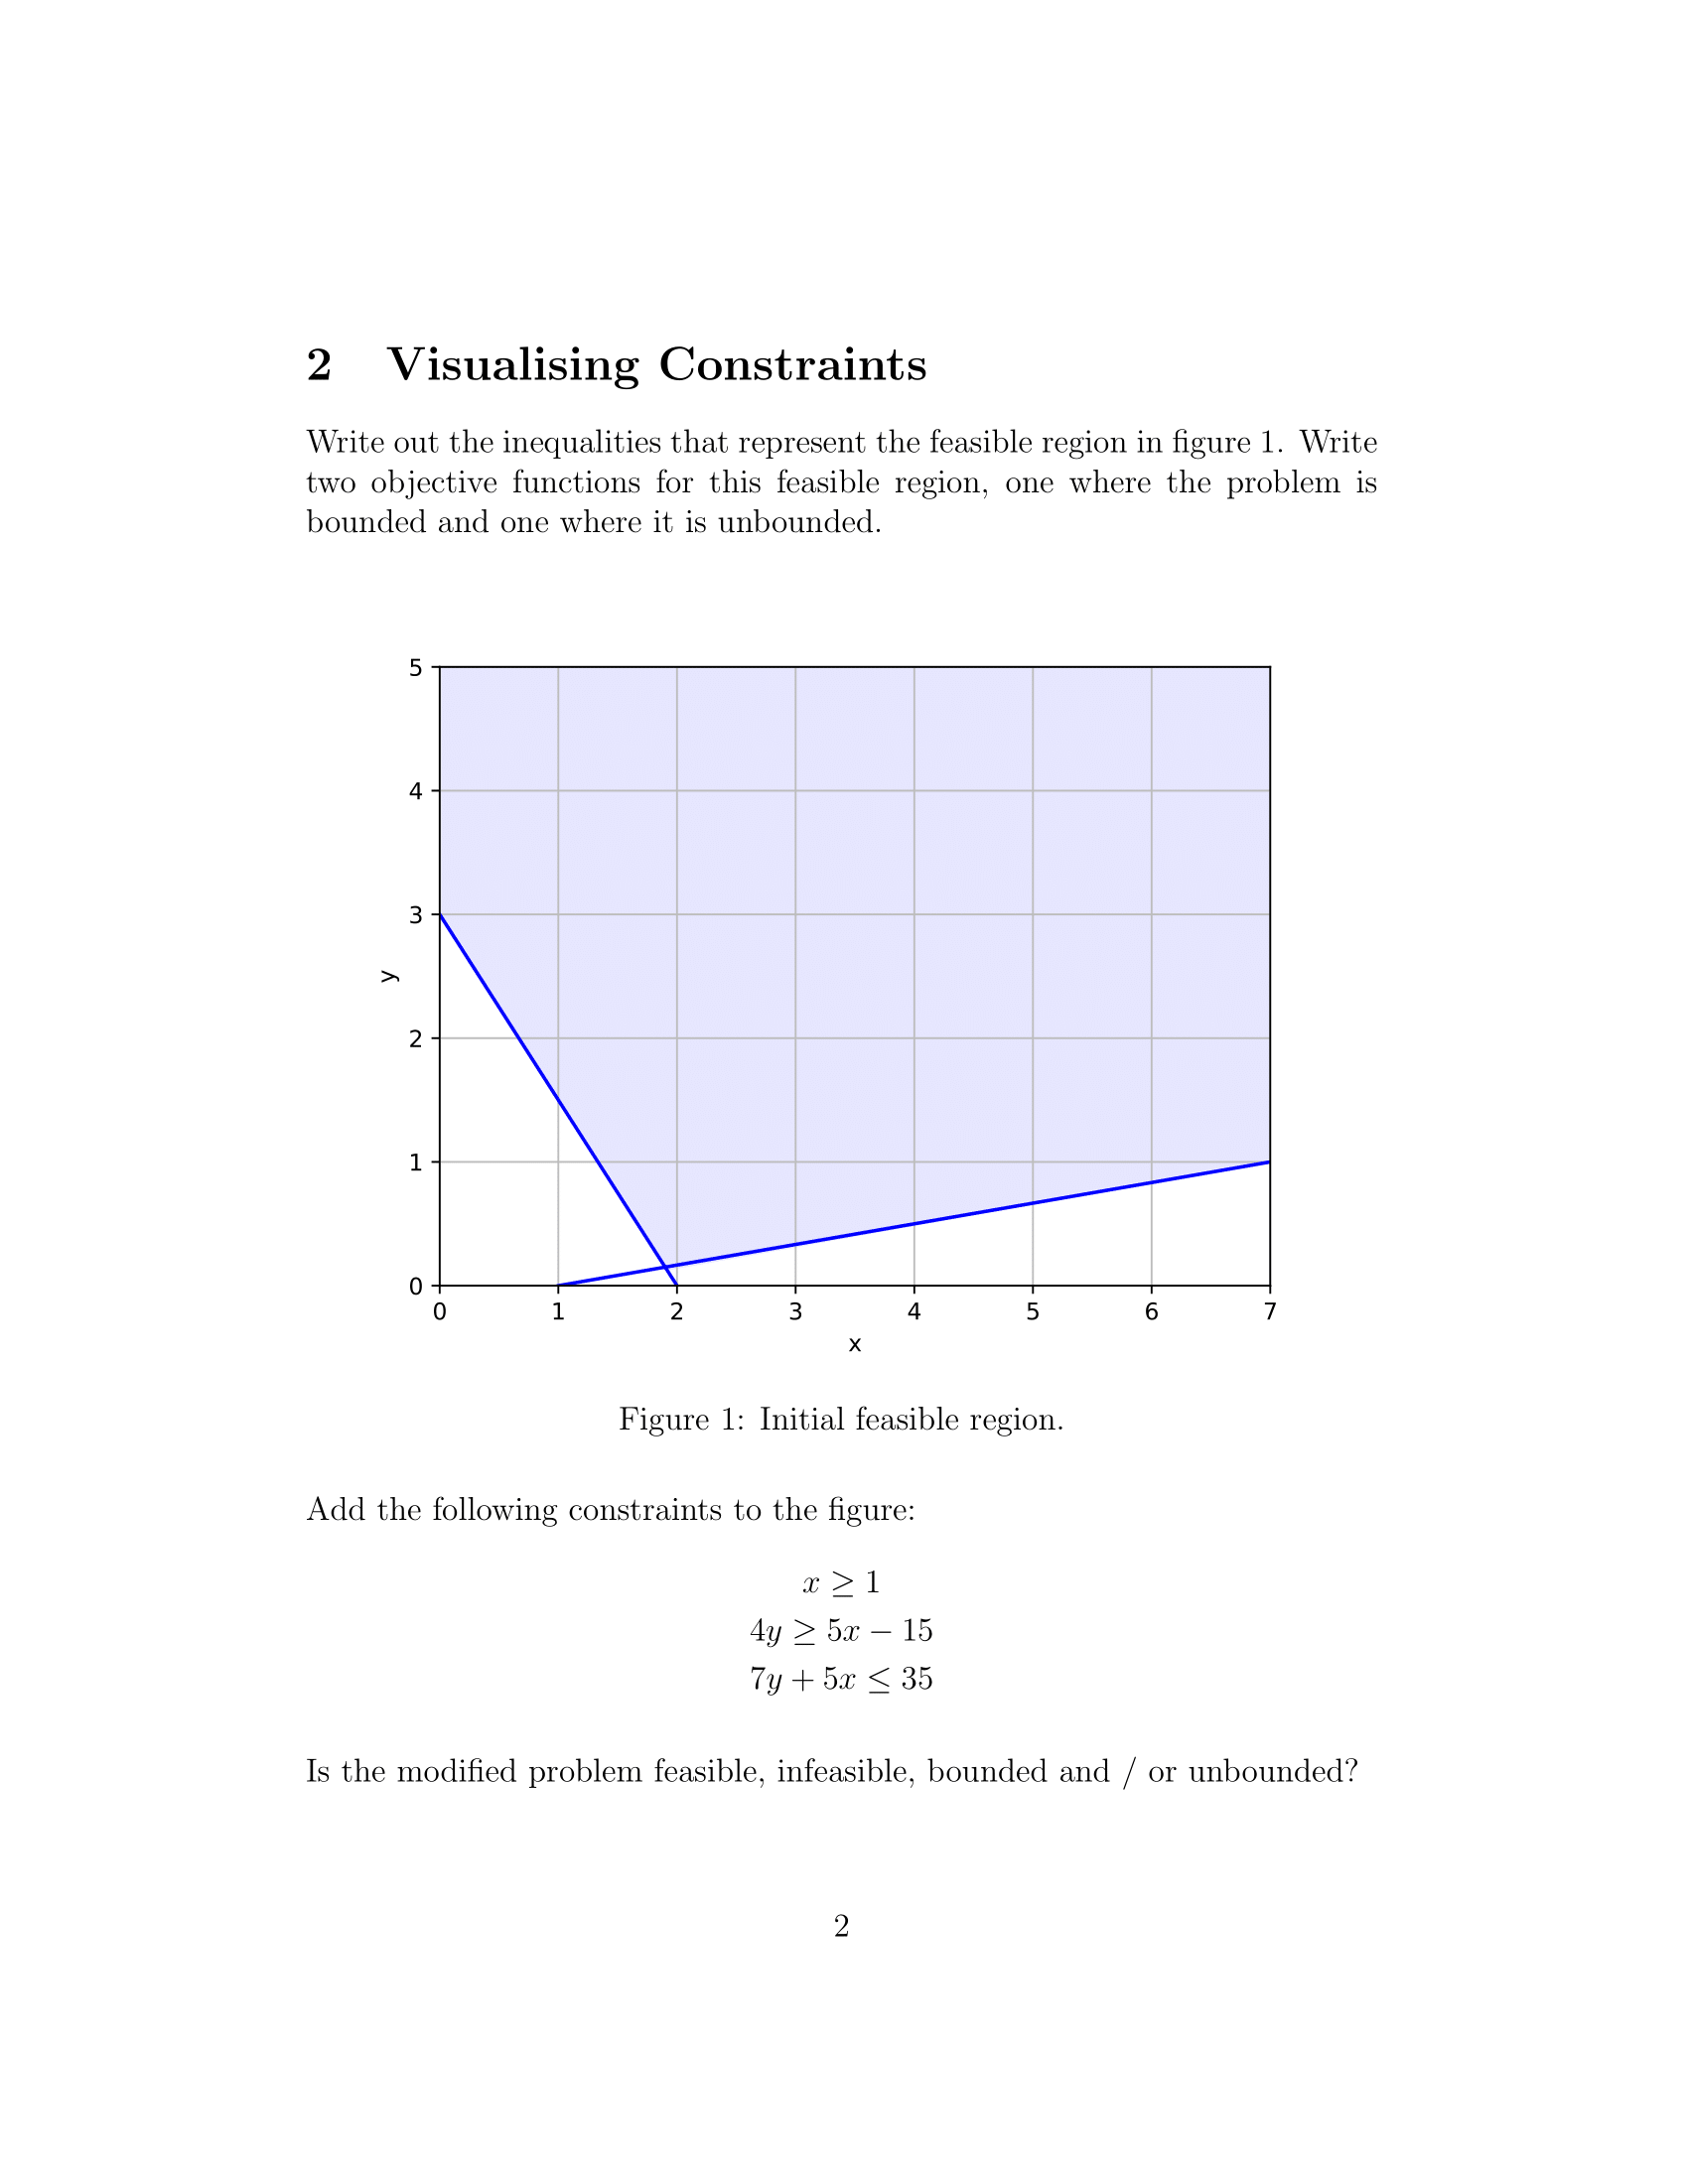 2 Visualising Constraints
Write out the inequalities that represent the feasible region in figure 1. Write
two objective functions for this feasible region, one where the problem is
bounded and one where it is unbounded.
5
4
3
y
2
1
0
0 1 2 3 4 5 6 7
x
Figure 1: Initial feasible region.
Add the following constraints to the figure:
x ≥ 1
4y ≥ 5x − 15
7y + 5x ≤ 35
Is the modified problem feasible, infeasible, bounded and / or unbounded?
2